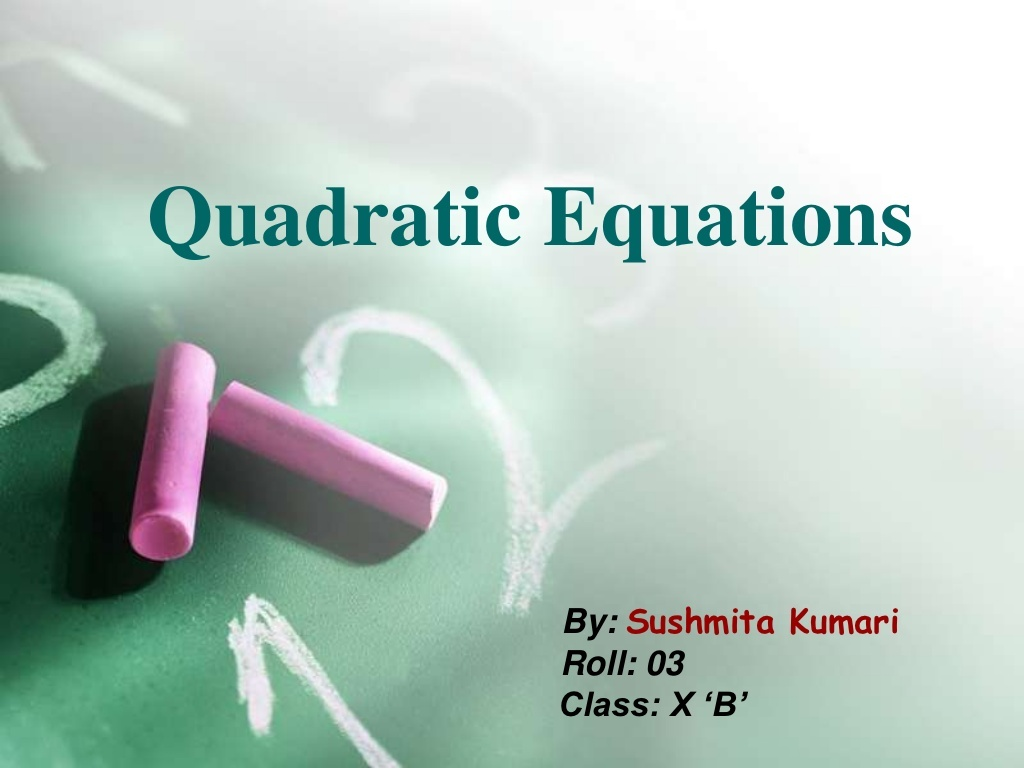 Quadratic Equations
By: Sushmita Kumari
Roll: 03
Class: X ‘B’